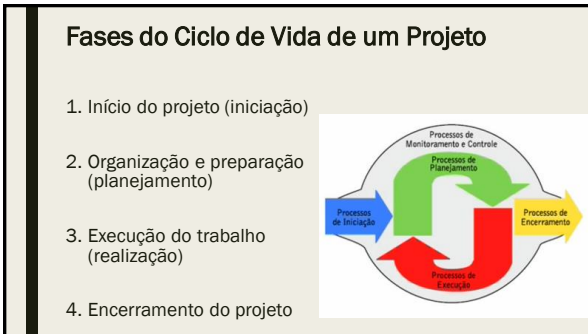 Fases do Ciclo de Vida de um Projeto
1. Início do projeto (iniciação)
2. Organização e preparação
(planejamento)
3. Execução do trabalho
(realização)
4. Encerramento do projeto
Processos de
Monitoramento e Controle
Processos de
Planejamento
Processos
de Iniciação
Processos de
Encerramento
Processos de
Execução